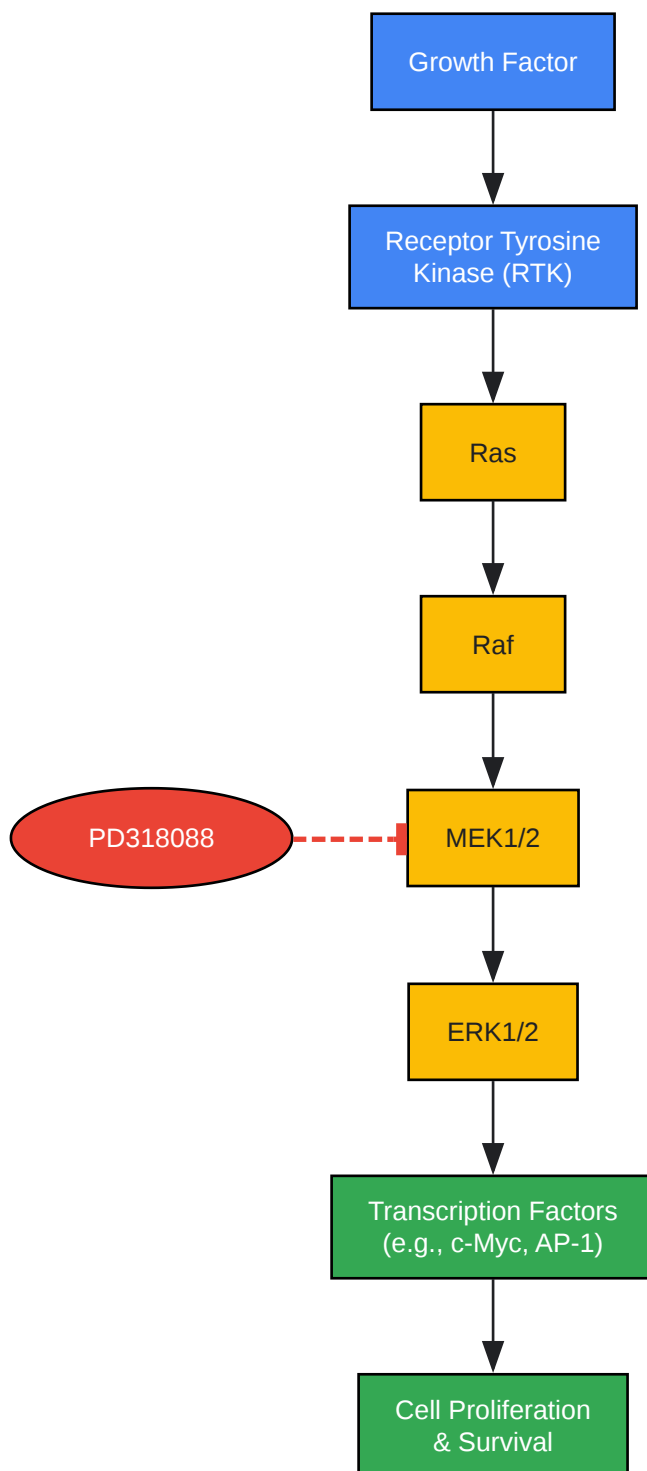 Growth Factor
Receptor Tyrosine
Kinase (RTK)
Ras
Raf
PD318088
MEK1/2
ERK1/2
Transcription Factors
(e.g., c-Myc, AP-1)
Cell Proliferation
& Survival